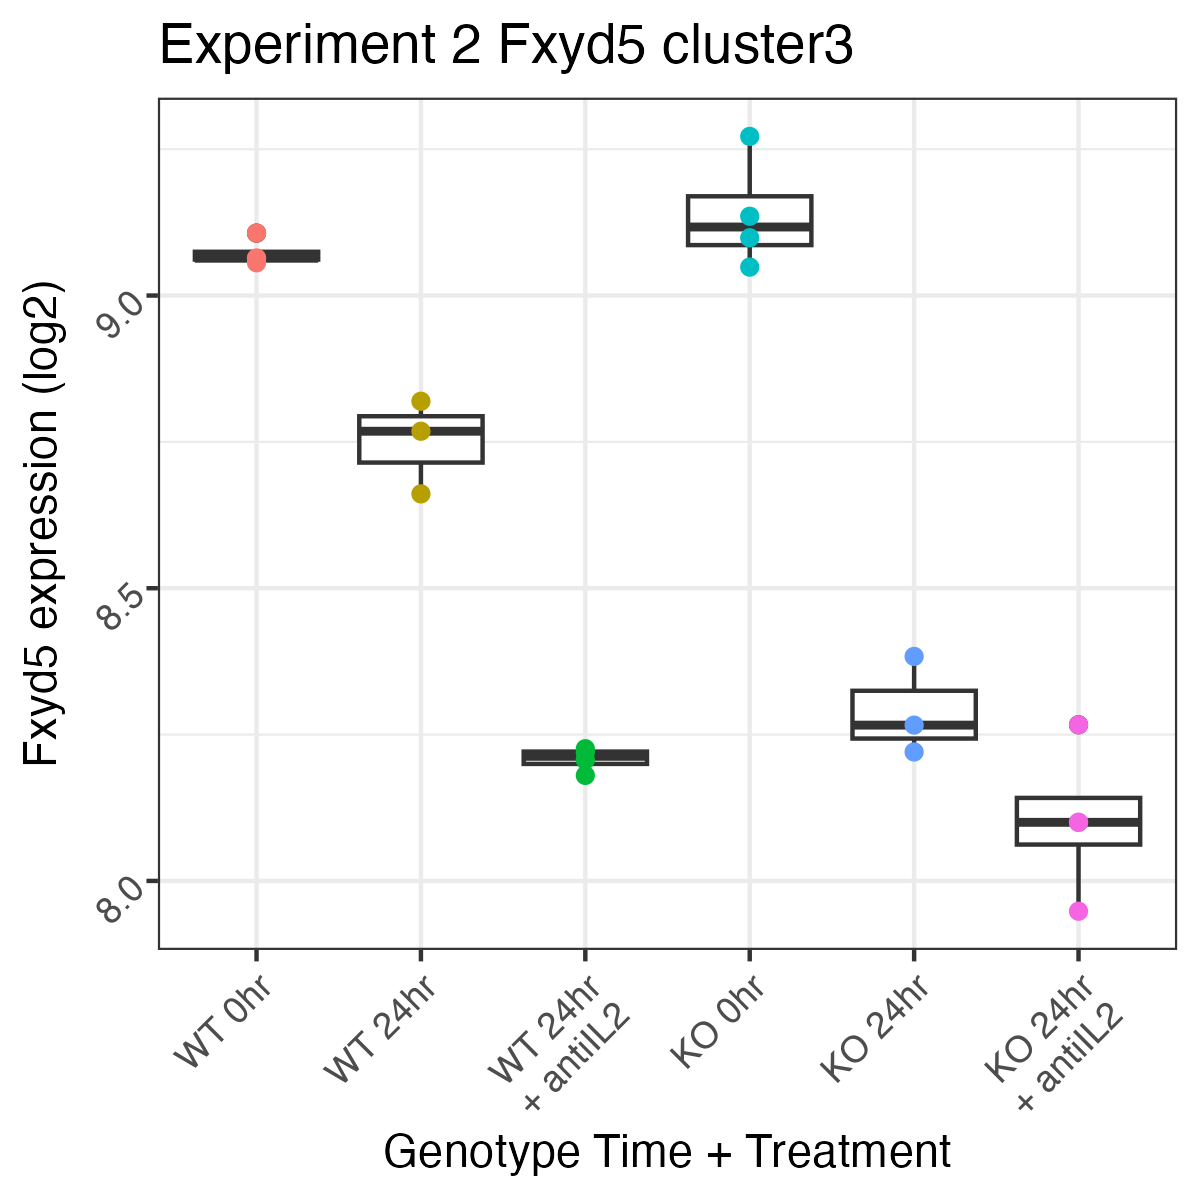 Experiment 2 Fxyd5 cluster3
Fxyd5 expression (log2)
9.0
8.5
8.0
WT 0hr
WT 24hr
WT 24hr
+ antiIL2
KO 0hr
KO 24hr
KO 24hr
+ antiIL2
Genotype Time + Treatment